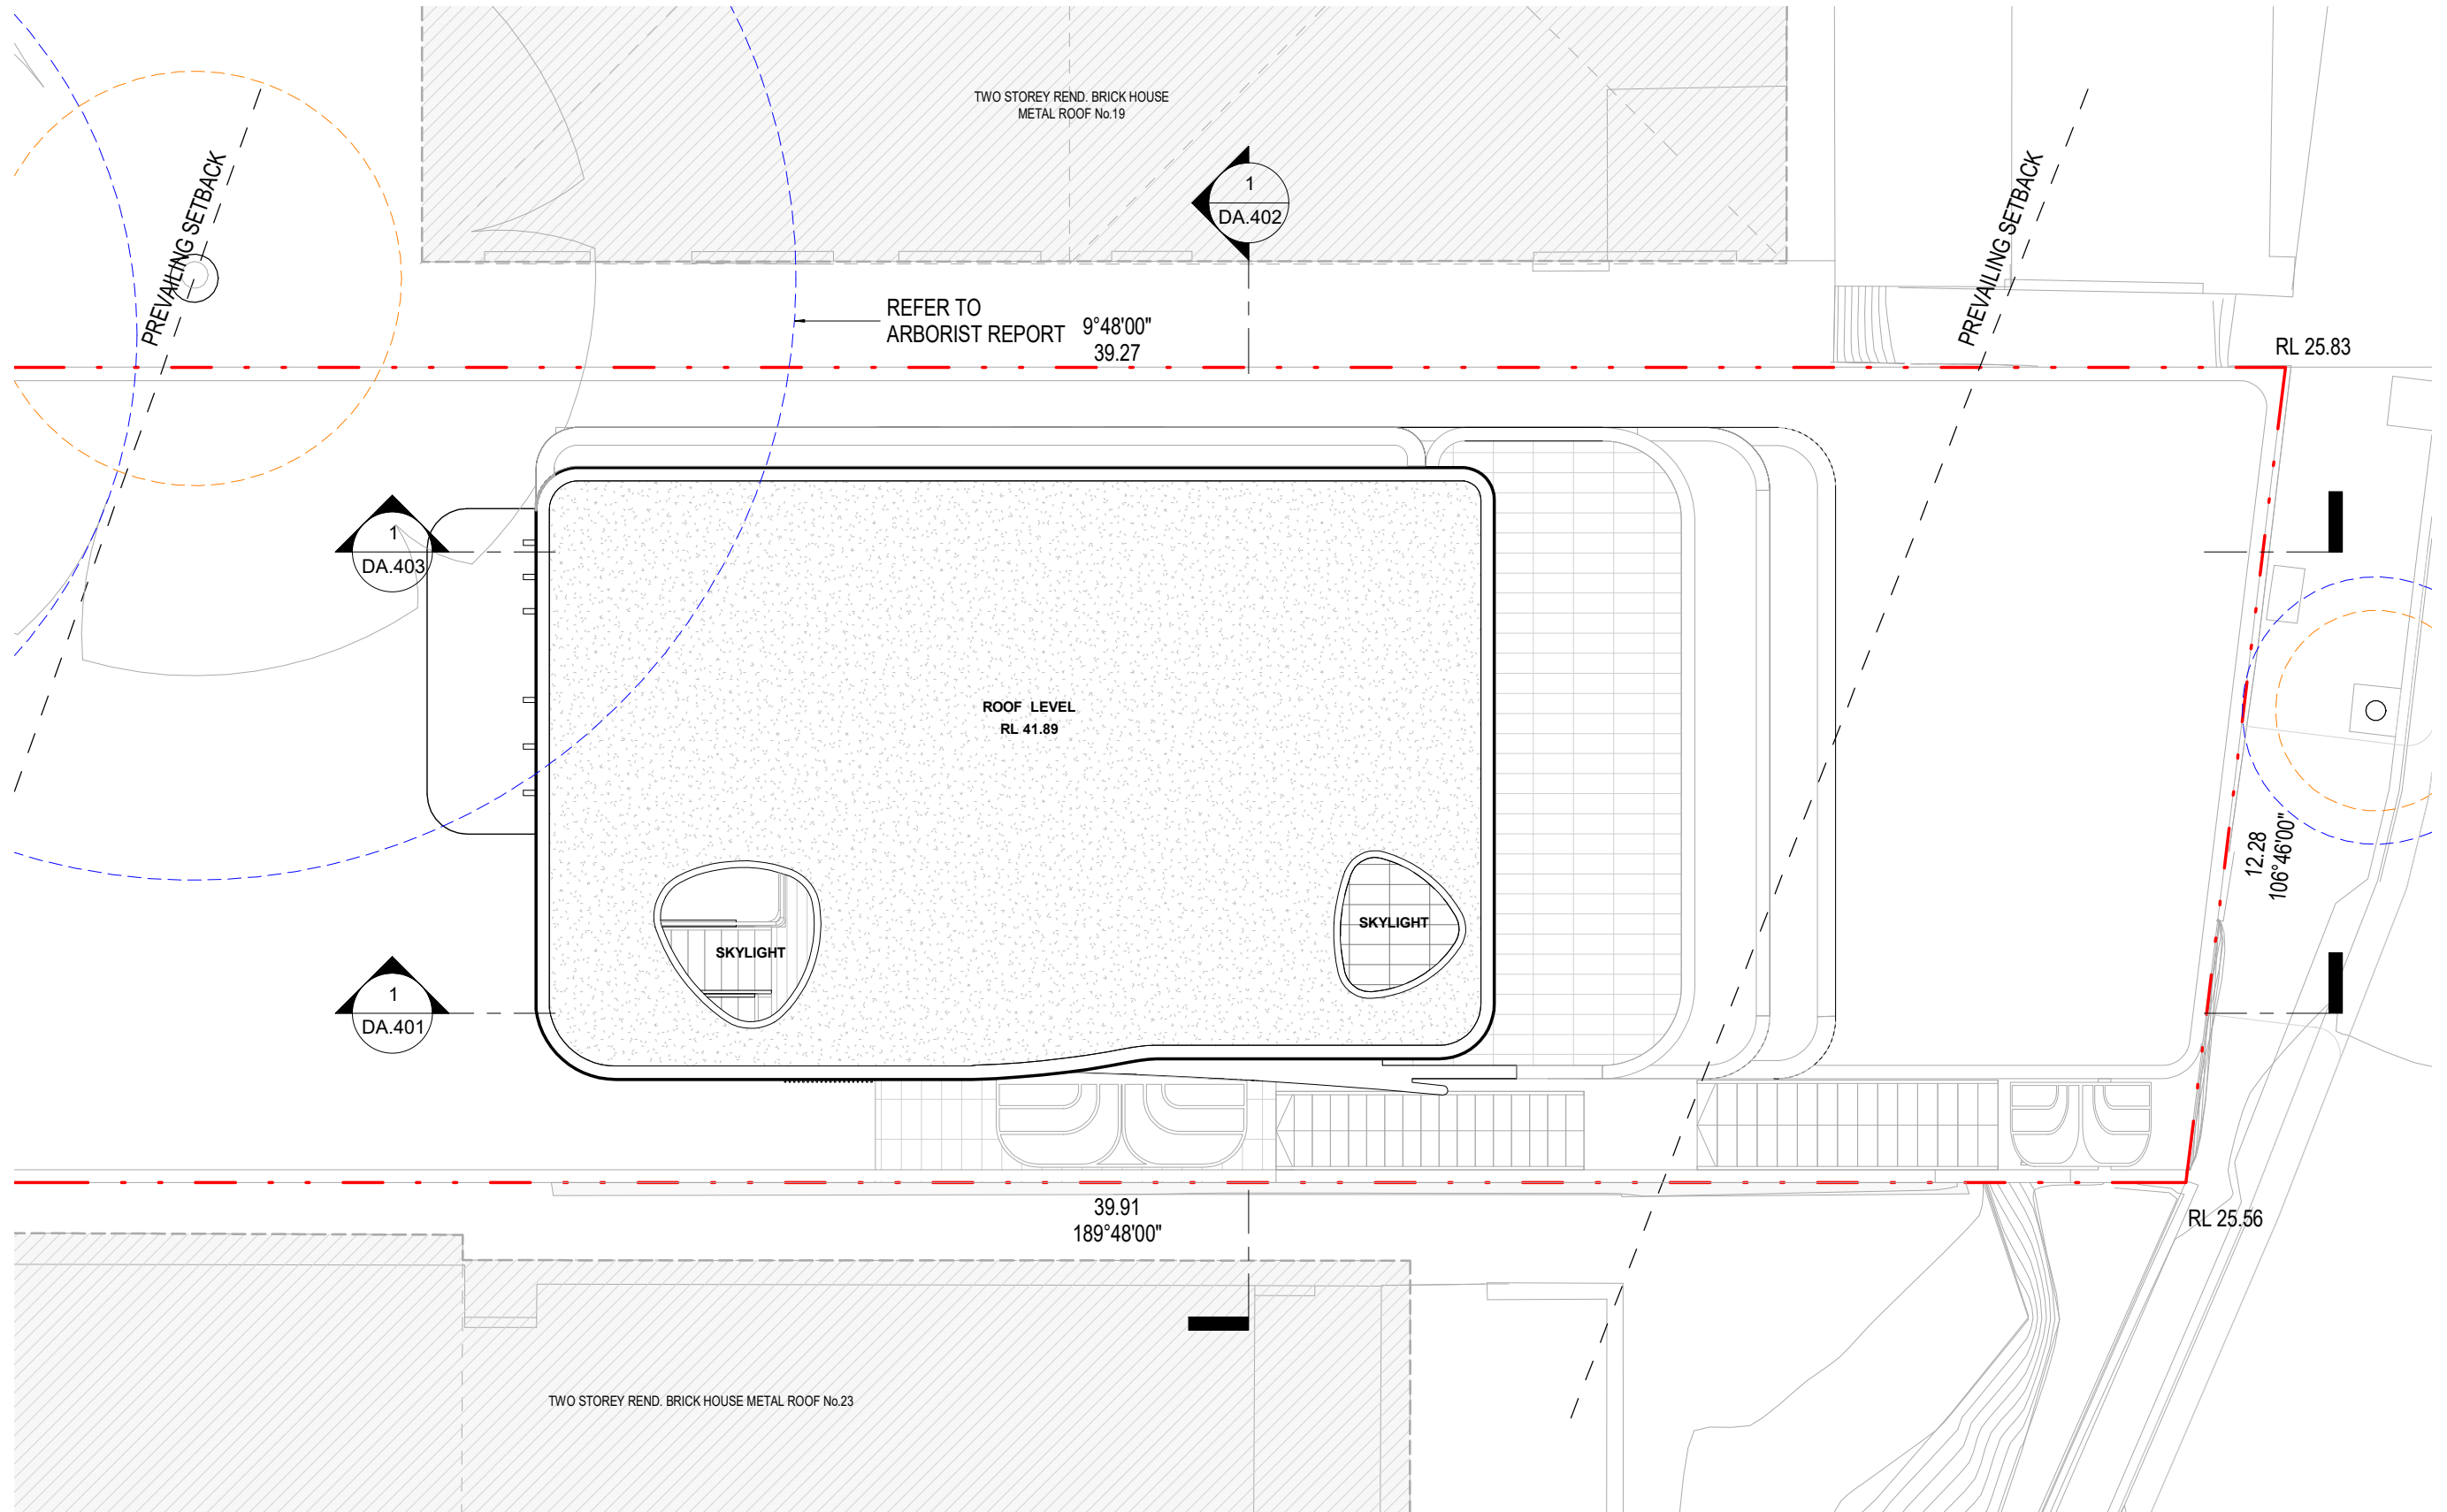 TWO STOREY REND. BRICK HOUSE
METAL ROOF No.19
PREVAILING SETBACK
1
DA.402
PREVAILING SETBACK
REFER TO
ARBORIST REPORT
9°48'00"
39.27
RL 25.83
1
DA.403
ROOF LEVEL
RL 41.89
12.28
106°46'00"
SKYLIGHT
SKYLIGHT
1
DA.401
39.91
189°48'00"
RL 25.56
TWO STOREY REND. BRICK HOUSE METAL ROOF No.23